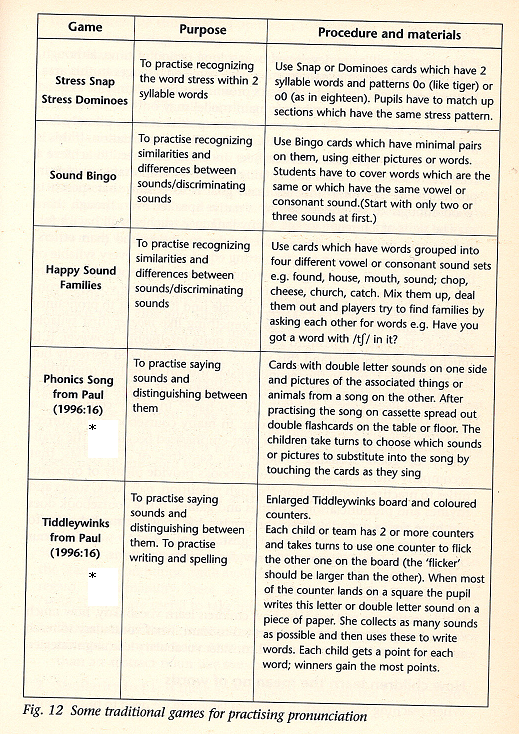 Game
Purpose
Procedure and materials
Stress Snap
Stress Dominoes
To practise recognizing
the word stress within 2
syllable words
Use Snap or Dominoes cards which have 2
syllable words and patterns 0o (like tiger) or
o0 (as in eighteen). Pupils have to match up
sections which have the same stress pattern.
Sound Bingo
To practise recognizing
similarities and
differences between
sounds/discriminating
sounds
Use Bingo cards which have minimal pairs
on them, using either pictures or words.
Students have to cover words which are the
same or which have the same vowel or
consonant sound.(Start with only two or
three sounds at first.)
Happy Sound
Families
To practise recognizing
similarities and
differences between
sounds/discriminating
sounds
Use cards which have words grouped into
four different vowel or consonant sound sets
e.g. found, house, mouth, sound; chop,
cheese, church, catch. Mix them up, deal
them out and players try to find families by
asking each other for words e.g. Have you
got a word with /tʃ/ in it?
Phonics Song
from Paul
(1996:16)
*
To practise saying
sounds and
distinguishing between
them
Cards with double letter sounds on one side
and pictures of the associated things or
animals from a song on the other. After
practising the song on cassette spread out
double flashcards on the table or floor. The
children take turns to choose which sounds
or pictures to substitute into the song by
touching the cards as they sing
Tiddleywinks
from Paul
(1996:16)
*
To practise saying
sounds and
distinguishing between
them. To practise
writing and spelling
Enlarged Tiddleywinks board and coloured
counters.
Each child or team has 2 or more counters
and takes turns to use one counter to flick
the other one on the board (the ‘flicker’
should be larger than the other). When most
of the counter lands on a square the pupil
writes this letter or double letter sound on a
piece of paper. She collects as many sounds
as possible and then uses these to write
words. Each child gets a point for each
word; winners gain the most points.
Fig. 12 Some traditional games for practising pronunciation